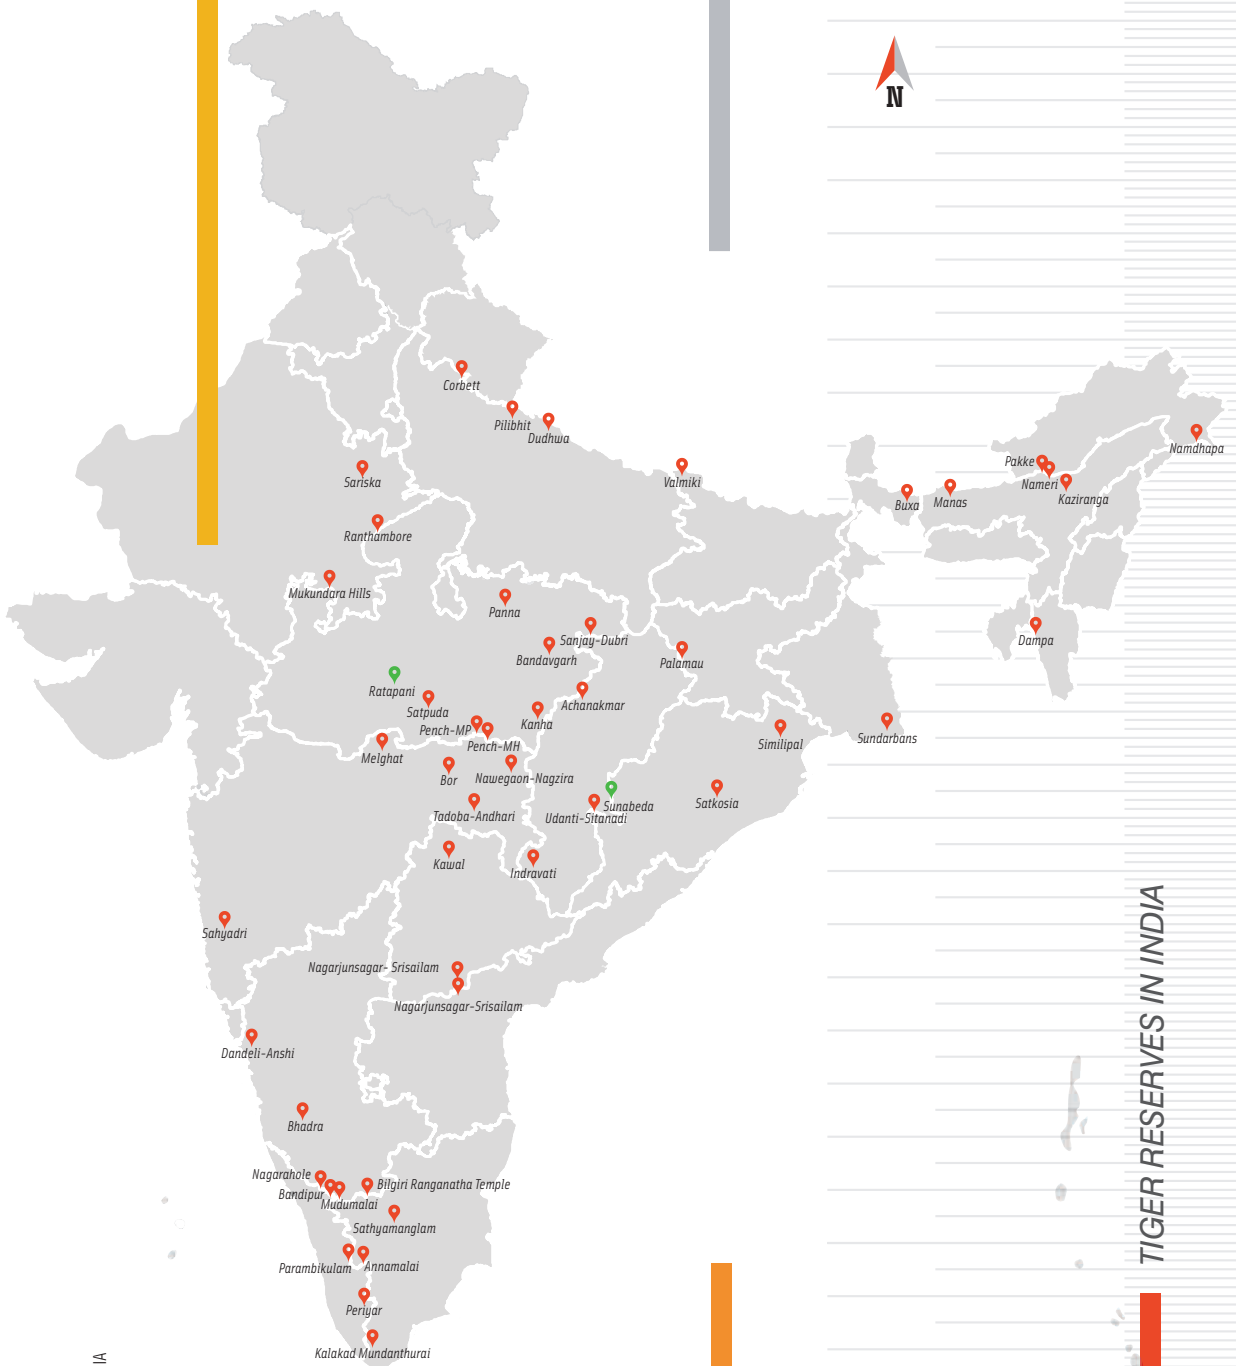 N
Corbett
Pilibhit
Dudhwa
Sariska
Valmiki
Namdhapa
Pakke
Nameri
Kaziranga
Buxa
Manas
Ranthambore
Mukundara Hills
Panna
Sanjay-Dubri
Bandavgarh
Palamau
Dampa
Ratapani
Satpuda
Achanakmar
Kanha
Pench-MP
Pench-MH
Similipal
Sundarbans
Melghat
Bor
Nawegaon-Nagzira
Sunabeda
Satkosia
Tadoba-Andhari
Udanti-Sitanadi
Kawal
Indravati
Sahyadri
Nagarjunsagar- Srisailam
Nagarjunsagar-Srisailam
Dandeli-Anshi
Bhadra
Nagarahole
Bandipur
Mudumalai
Bilgiri Ranganatha Temple
Sathyamanglam
Parambikulam
Annamalai
Periyar
Kalakad Mundanthurai
TIGER RESERVES IN INDIA
IA